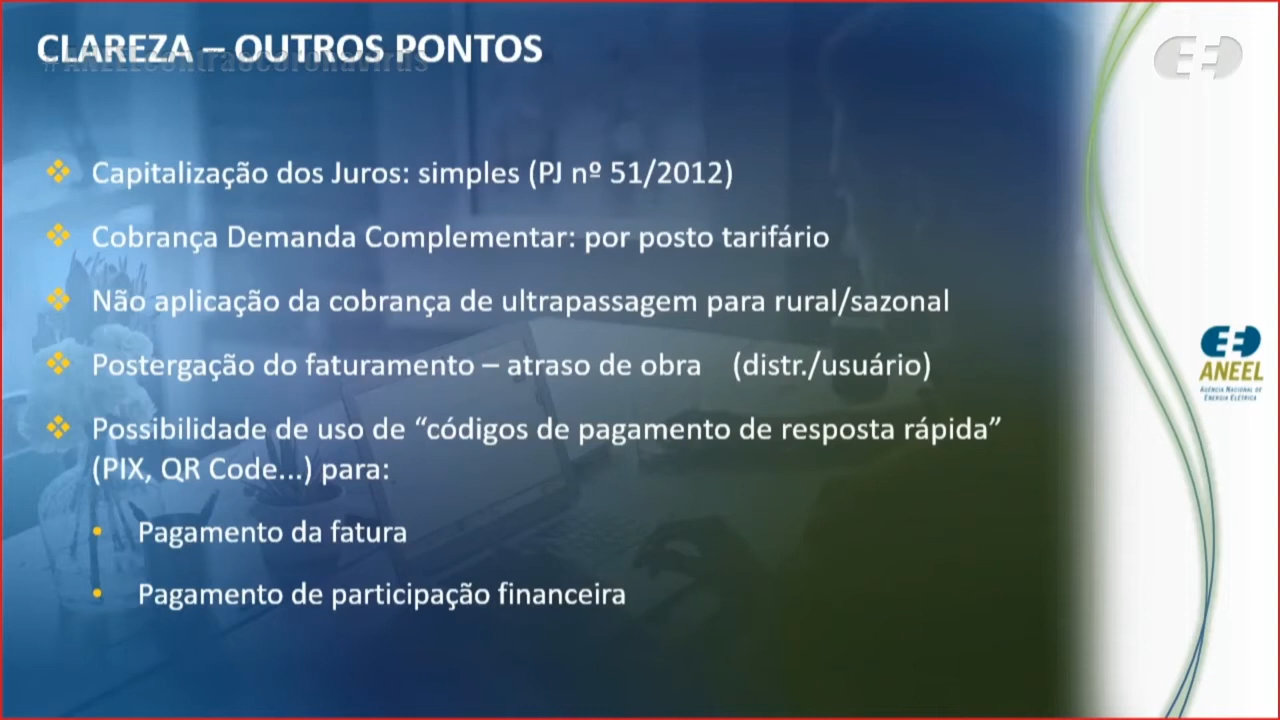 CLAREZA – OUTROS PONTOS
#ANEELcontraocoronavirus
Capitalização dos Juros: simples (PJ nº 51/2012)
Cobrança Demanda Complementar: por posto tarifário
Não aplicação da cobrança de ultrapassagem para rural/sazonal
Postergação do faturamento – atraso de obra (distr./usuário)
Possibilidade de uso de “códigos de pagamento de resposta rápida”
(PIX, QR Code...) para:
Pagamento da fatura
Pagamento de participação financeira
ANEEL
AGÊNCIA NACIONAL DE
ENERGIA ELÉTRICA